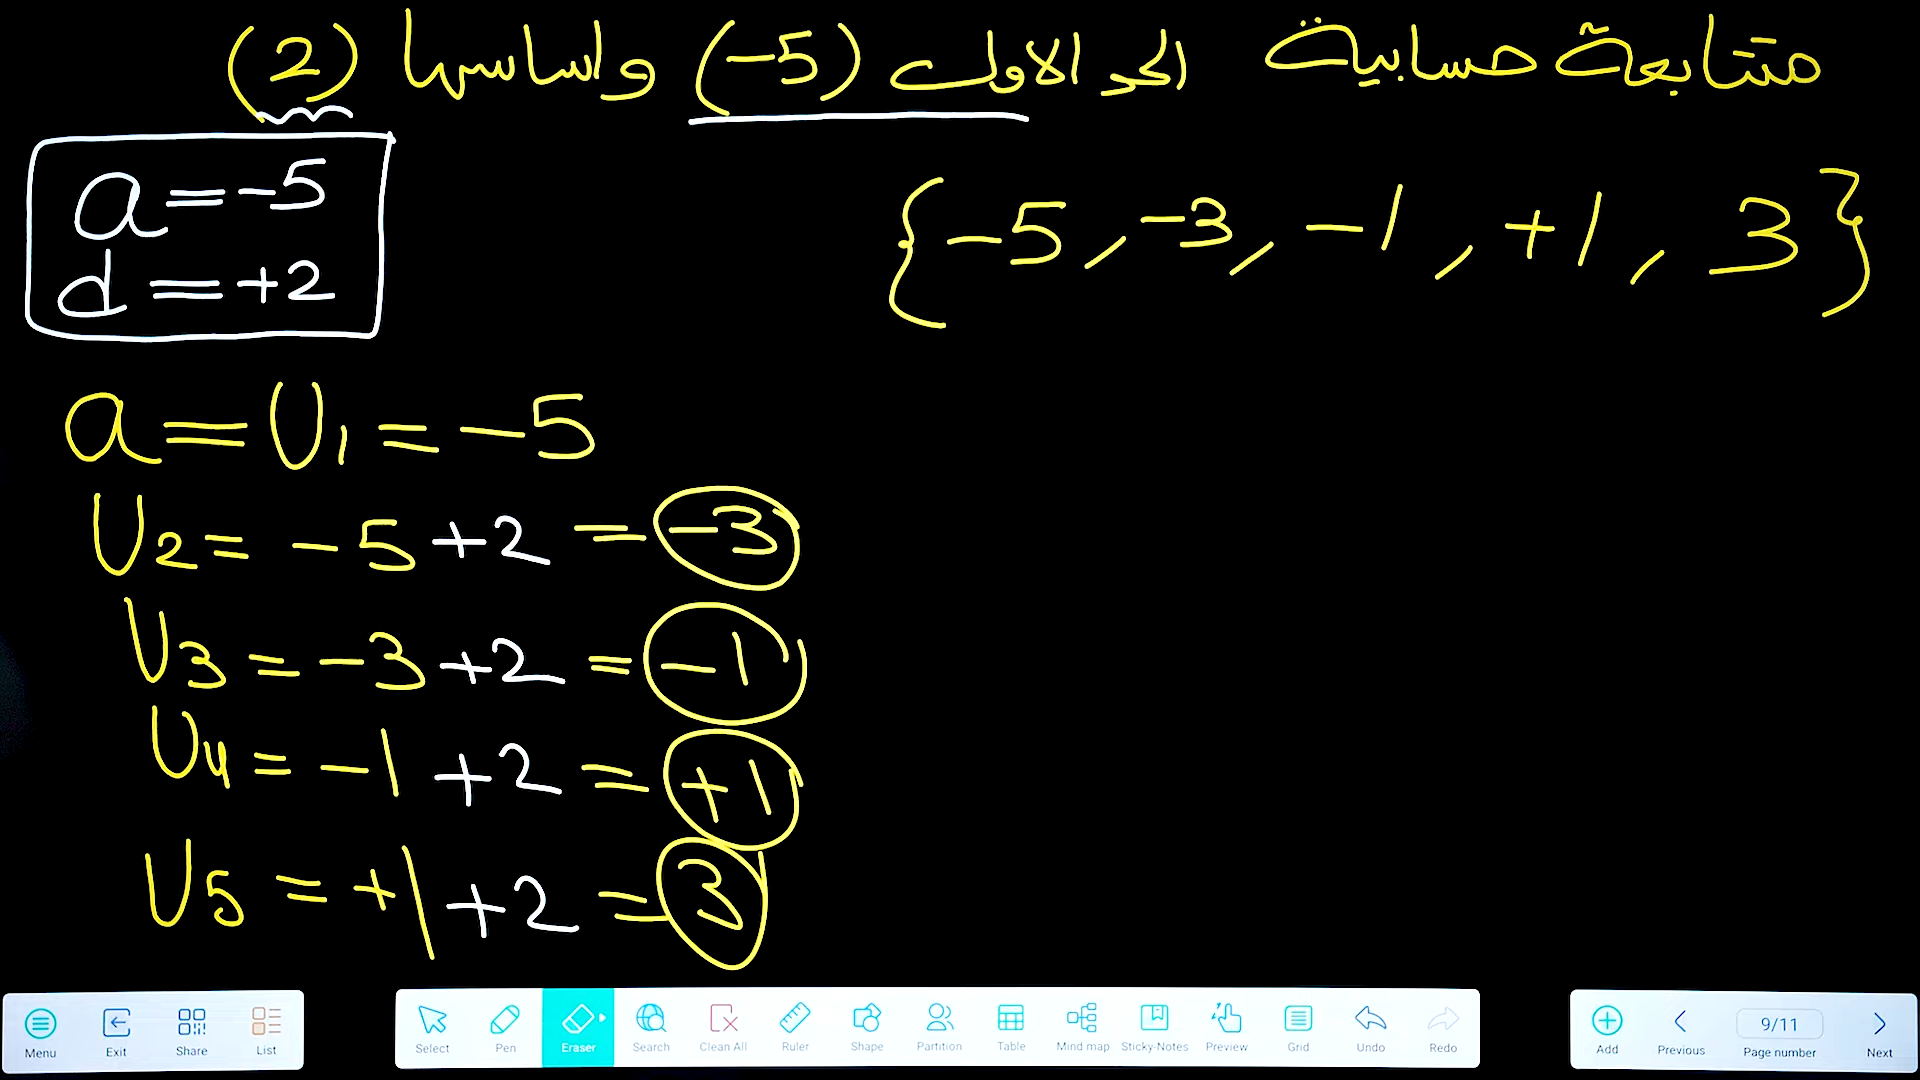 متتابعة حسابية الحد الاول (-5) واساسها (2)
a = -5
d = +2
{-5, -3, -1, +1, 3}
a = U1 = -5
U2 = -5 +2 = -3
U3 = -3 +2 = -1
U4 = -1 +2 = +1
U5 = +1 +2 = 3
Menu Exit Share List
Select Pen Eraser Search Clean All Ruler Shape Partition Table Mind map Sticky-Notes Preview Grid Undo Redo
Add Previous 9/11 Page number Next